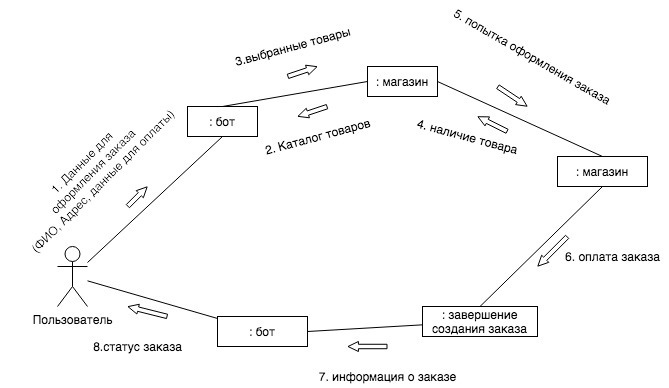 3.выбранные товары
5. попытка оформления заказа
: магазин
: бот
2. Каталог товаров
4. наличие товара
1. Данные для
оформления заказа
(ФИО, Адрес, данные для оплаты)
: магазин
6. оплата заказа
Пользователь
: завершение
создания заказа
: бот
8.статус заказа
7. информация о заказе